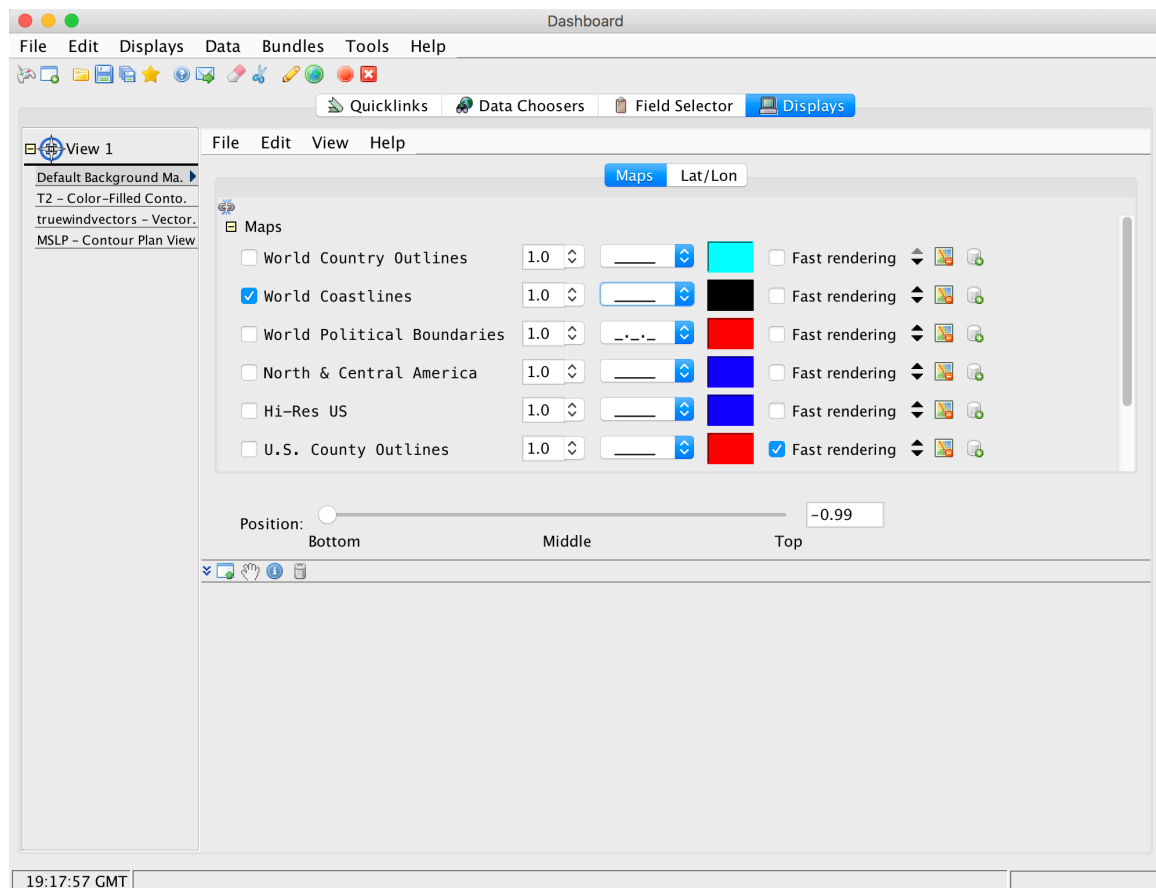 Dashboard
File Edit Displays Data Bundles Tools Help
Quicklinks Data Choosers Field Selector Displays
View 1
Default Background Ma.
T2 - Color-Filled Conto.
truewindvectors - Vector.
MSLP - Contour Plan View
File Edit View Help
Maps Lat/Lon
Maps
World Country Outlines 1.0 Fast rendering
World Coastlines 1.0 Fast rendering
World Political Boundaries 1.0 Fast rendering
North & Central America 1.0 Fast rendering
Hi-Res US 1.0 Fast rendering
U.S. County Outlines 1.0 Fast rendering
Position: -0.99
Bottom Middle Top
19:17:57 GMT